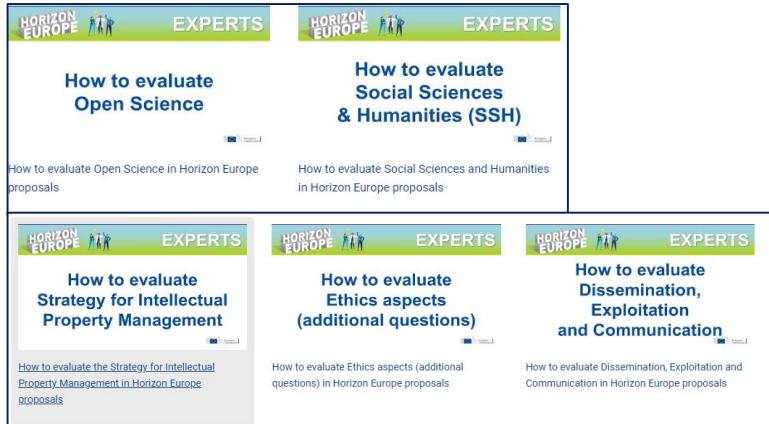 HORIZON EUROPE EXPERTS
How to evaluate
Open Science
How to evaluate Open Science in Horizon Europe
proposals
HORIZON EUROPE EXPERTS
How to evaluate
Social Sciences
& Humanities (SSH)
How to evaluate Social Sciences and Humanities
in Horizon Europe proposals
HORIZON EUROPE EXPERTS
How to evaluate
Strategy for Intellectual
Property Management
How to evaluate the Strategy for Intellectual
Property Management in Horizon Europe
proposals
HORIZON EUROPE EXPERTS
How to evaluate
Ethics aspects
(additional questions)
How to evaluate Ethics aspects (additional
questions) in Horizon Europe proposals
HORIZON EUROPE EXPERTS
How to evaluate
Dissemination,
Exploitation
and Communication
How to evaluate Dissemination, Exploitation and
Communication in Horizon Europe proposals